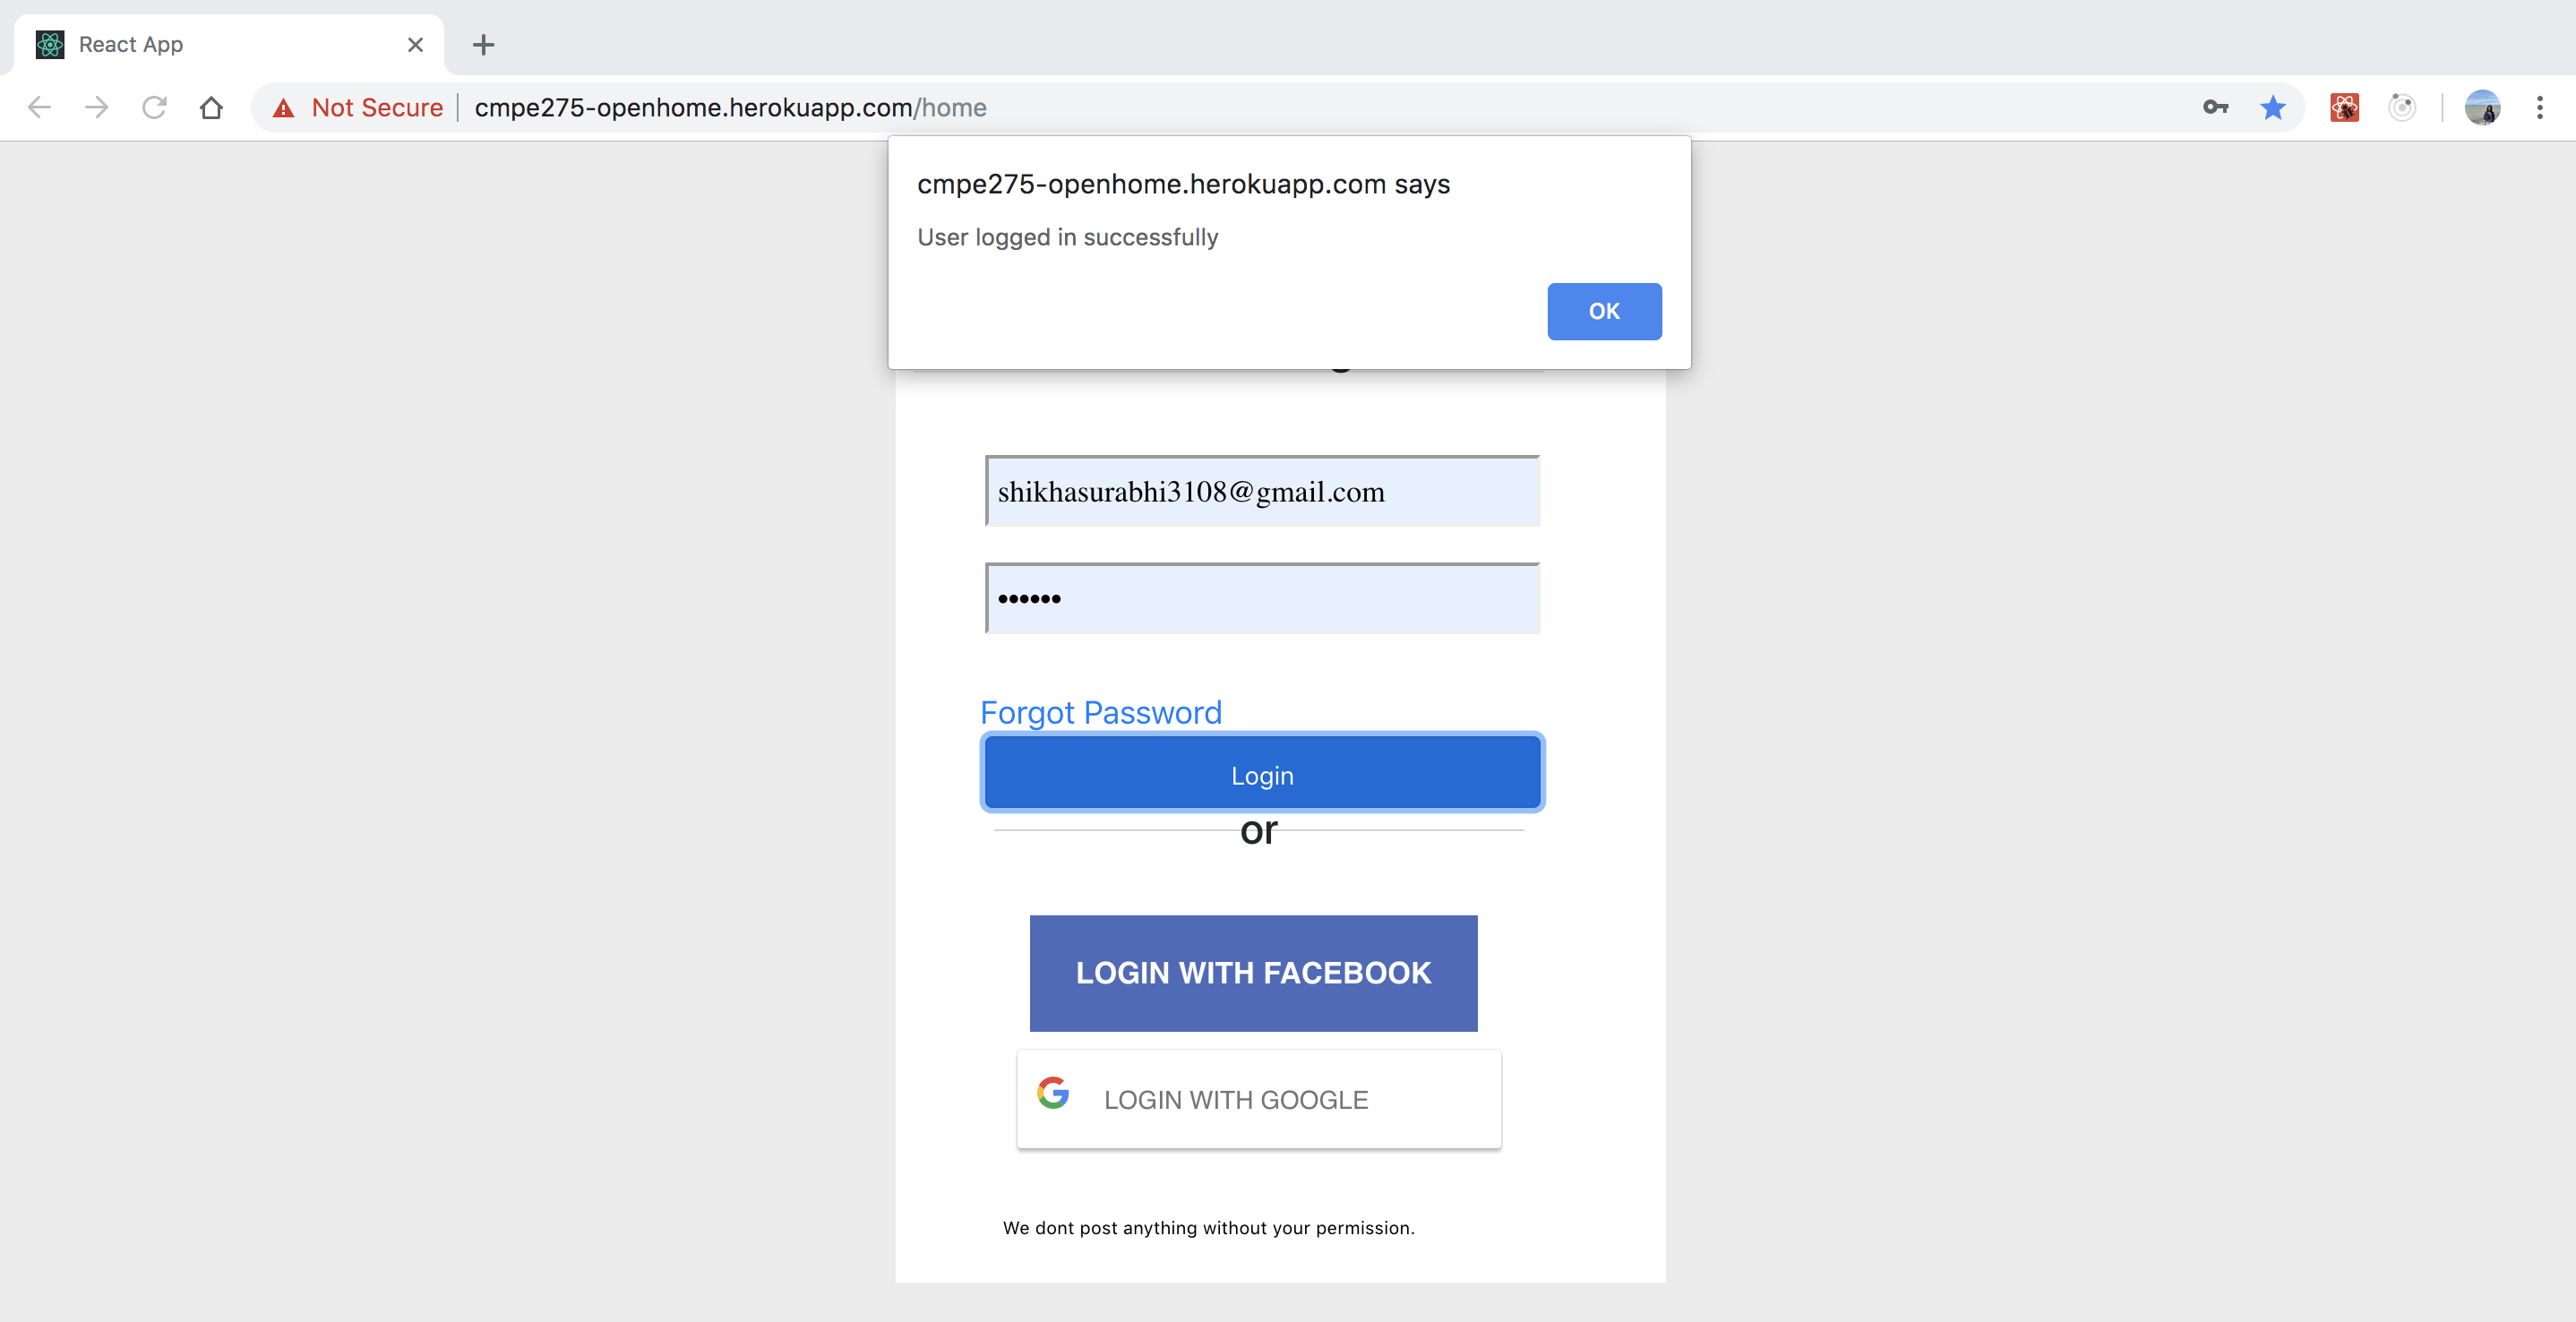 React App
Not Secure
cmpe275-openhome.herokuapp.com/home
cmpe275-openhome.herokuapp.com says
User logged in successfully
OK
shikhasurabhi3108@gmail.com
••••••
Forgot Password
Login
or
LOGIN WITH FACEBOOK
LOGIN WITH GOOGLE
We dont post anything without your permission.